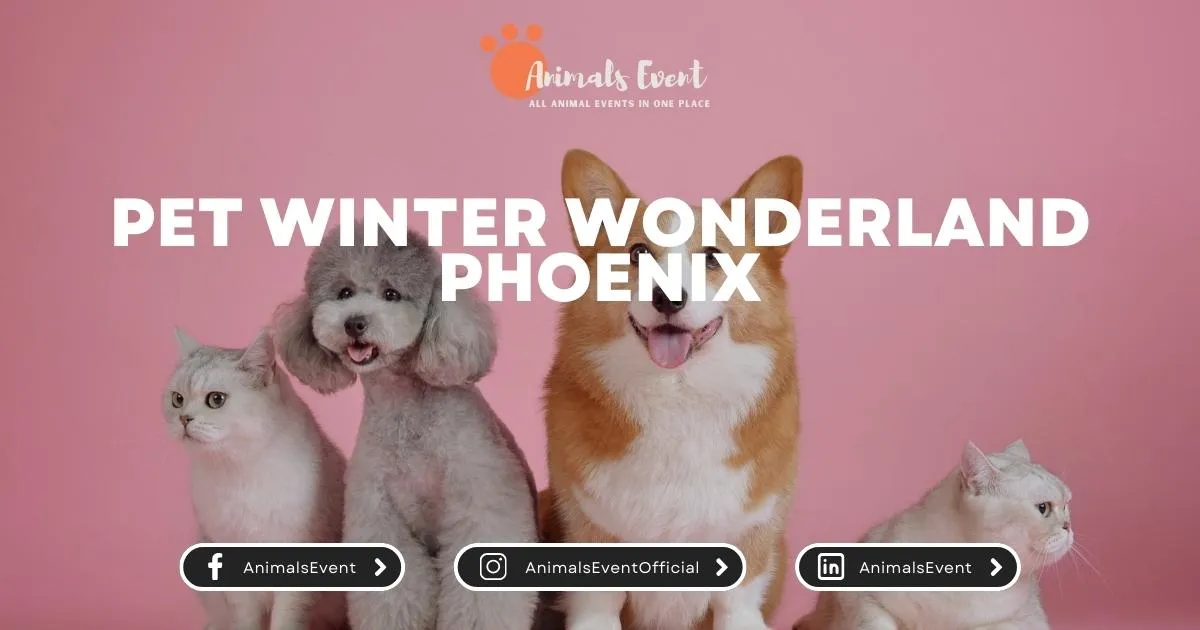 Animals Event
ALL ANIMAL EVENTS IN ONE PLACE
PET WINTER WONDERLAND
PHOENIX
AnimalsEvent
AnimalsEventOfficial
AnimalsEvent